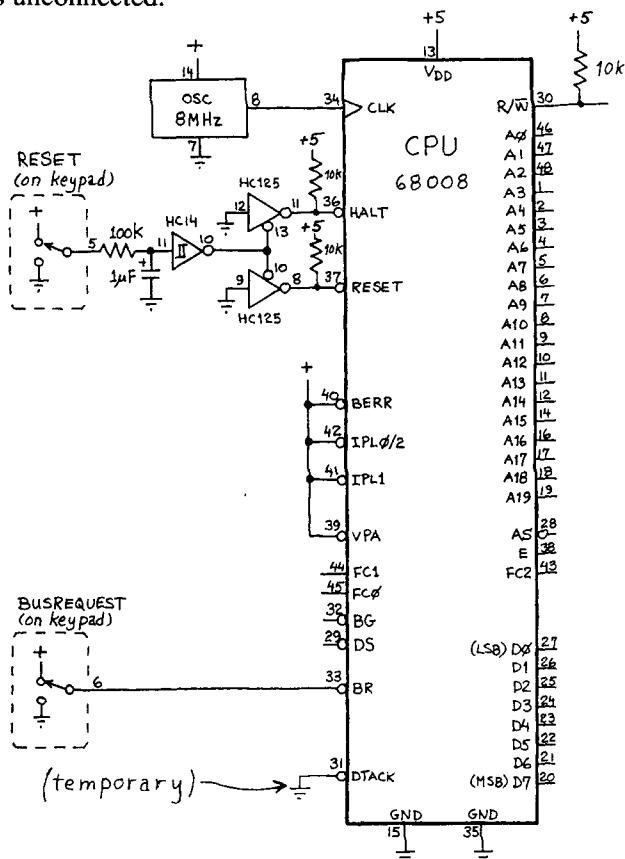 s unconnected.
+5
+5
13
VDD
10k
+
14
OSC
8MHz
8
7
34
CLK
R/W̅
30
CPU
68008
RESET
(on keypad)
+
5
100k
+
1µF
11
HC14
10
HC125
12
11
13
+5
10k
36
HALT
10
9
HC125
8
+5
10k
37
RESET
AØ 46
A1 47
A2 48
A3 1
A4 2
A5 3
A6 4
A7 5
A8 6
A9 7
A10 8
A11 9
A12 10
A13 11
A14 12
A15 14
A16 16
A17 17
A18 18
A19 19
+
40 BERR
42 IPLØ/2
41 IPL1
39 VPA
AS 28
E 38
FC2 43
44 FC1
45 FCØ
32 BG
29 DS
BUSREQUEST
(on keypad)
+
6
33 BR
(LSB) DØ 27
D1 26
D2 25
D3 24
D4 23
D5 22
D6 21
(MSB) D7 20
(temporary)
31 DTACK
GND
15
GND
35